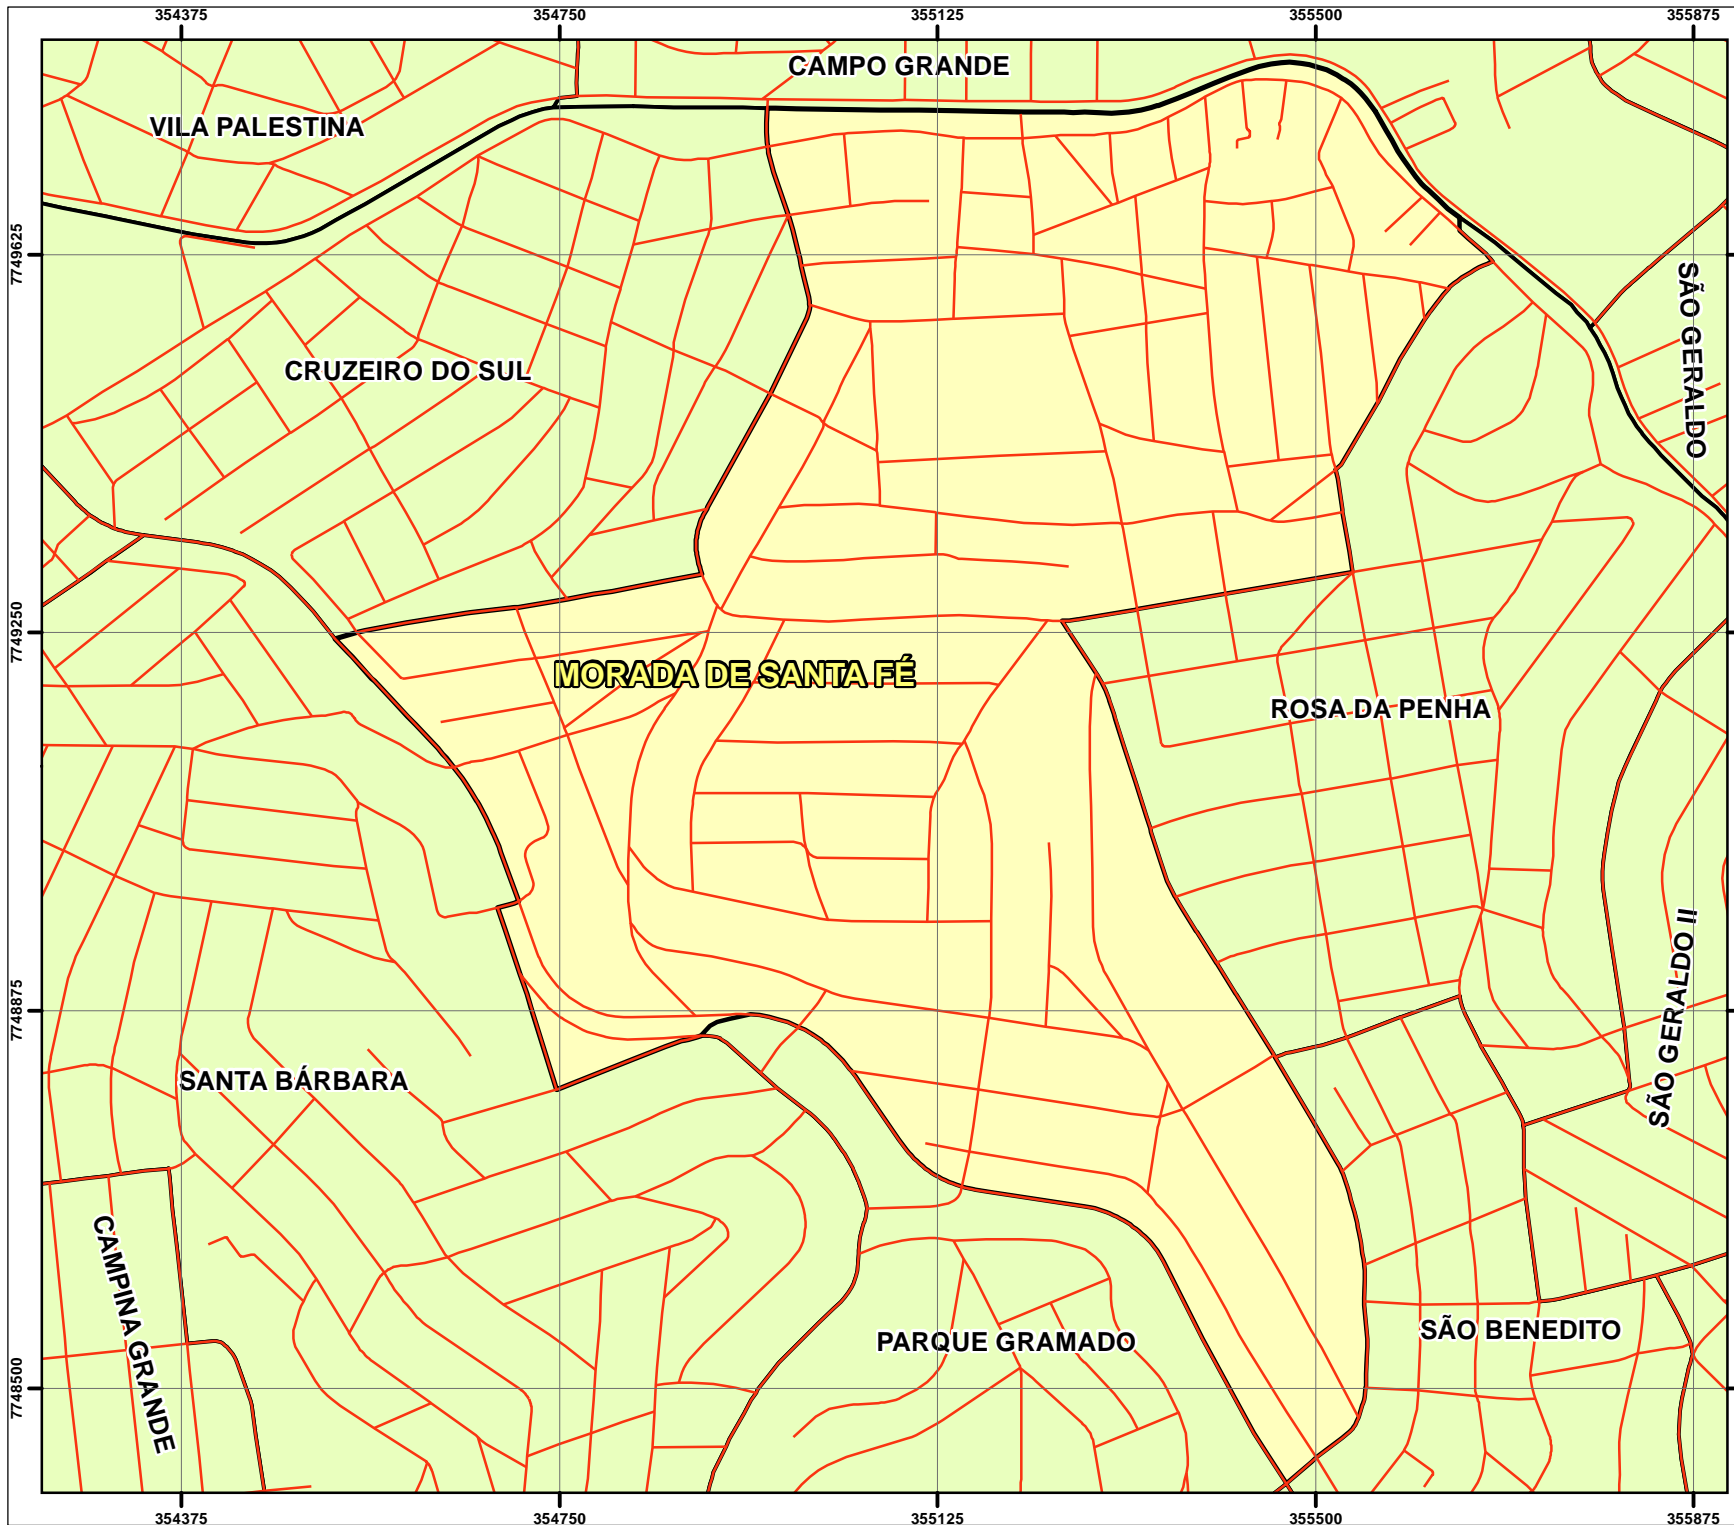 354375 354750 355125 355500 355875
CAMPO GRANDE
VILA PALESTINA
7749625
SÃO GERALDO
CRUZEIRO DO SUL
7749250
MORADA DE SANTA FÉ
ROSA DA PENHA
7748875
SÃO GERALDO II
SANTA BÁRBARA
CAMPINA GRANDE
PARQUE GRAMADO
SÃO BENEDITO
7748500
354375 354750 355125 355500 355875